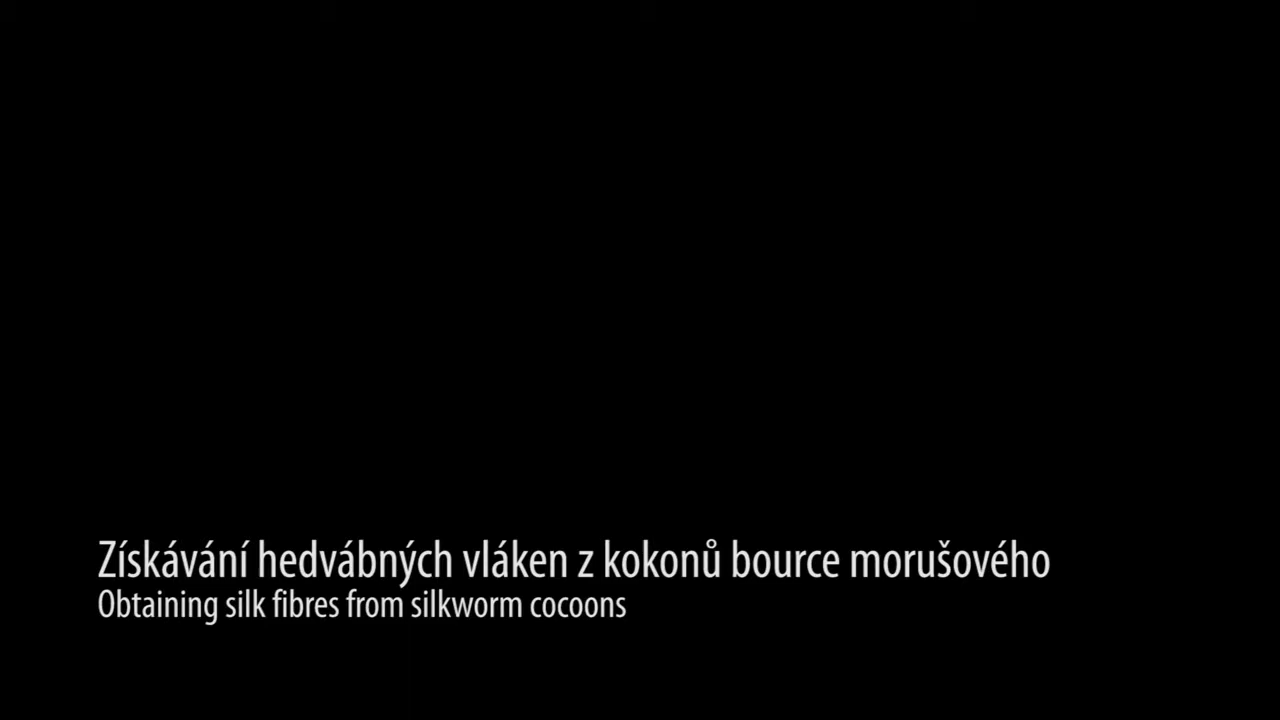 Získávání hedvábných vláken z kokonů bource morušového
Obtaining silk fibres from silkworm cocoons